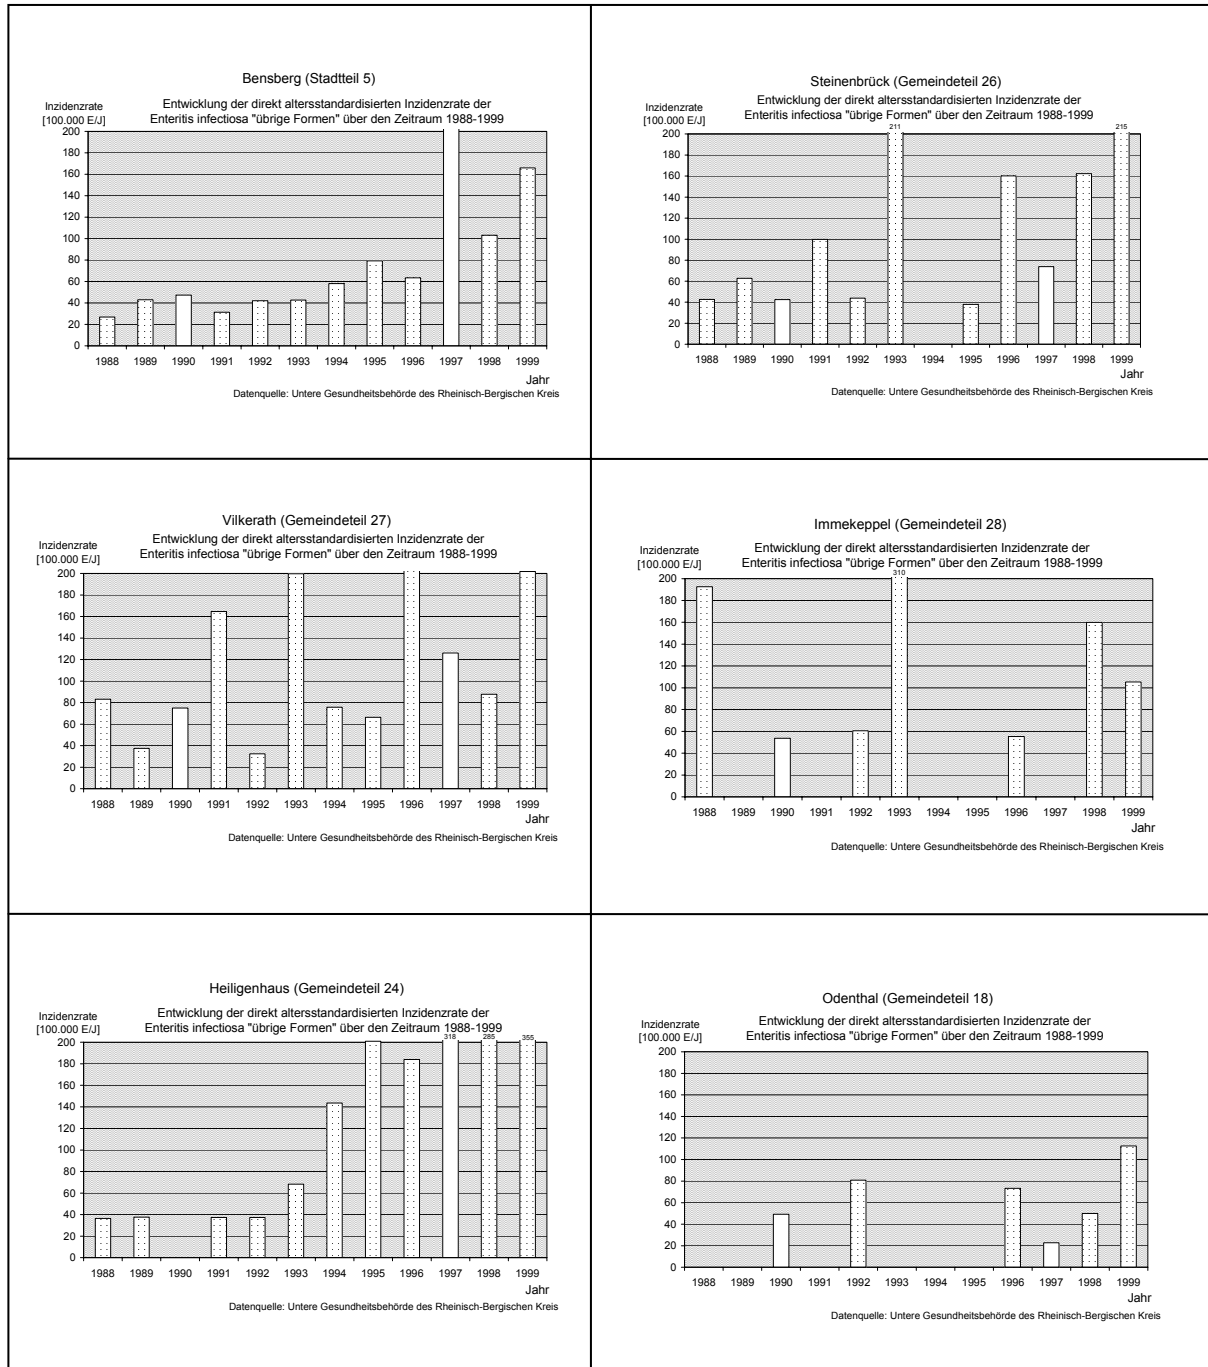 Bensberg (Stadtteil 5)
Inzidenzrate
[100.000 E/J]
Entwicklung der direkt altersstandardisierten Inzidenzrate der
Enteritis infectiosa "übrige Formen" über den Zeitraum 1988-1999
200
180
160
140
120
100
80
60
40
20
0
1988 1989 1990 1991 1992 1993 1994 1995 1996 1997 1998 1999
Jahr
Datenquelle: Untere Gesundheitsbehörde des Rheinisch-Bergischen Kreis
Steinenbrück (Gemeindeteil 26)
Inzidenzrate
[100.000 E/J]
Entwicklung der direkt altersstandardisierten Inzidenzrate der
Enteritis infectiosa "übrige Formen" über den Zeitraum 1988-1999
211 215
200
180
160
140
120
100
80
60
40
20
0
1988 1989 1990 1991 1992 1993 1994 1995 1996 1997 1998 1999
Jahr
Datenquelle: Untere Gesundheitsbehörde des Rheinisch-Bergischen Kreis
Vilkerath (Gemeindeteil 27)
Inzidenzrate
[100.000 E/J]
Entwicklung der direkt altersstandardisierten Inzidenzrate der
Enteritis infectiosa "übrige Formen" über den Zeitraum 1988-1999
200
180
160
140
120
100
80
60
40
20
0
1988 1989 1990 1991 1992 1993 1994 1995 1996 1997 1998 1999
Jahr
Datenquelle: Untere Gesundheitsbehörde des Rheinisch-Bergischen Kreis
Immekeppel (Gemeindeteil 28)
Inzidenzrate
[100.000 E/J]
Entwicklung der direkt altersstandardisierten Inzidenzrate der
Enteritis infectiosa "übrige Formen" über den Zeitraum 1988-1999
310
200
180
160
140
120
100
80
60
40
20
0
1988 1989 1990 1991 1992 1993 1994 1995 1996 1997 1998 1999
Jahr
Datenquelle: Untere Gesundheitsbehörde des Rheinisch-Bergischen Kreis
Heiligenhaus (Gemeindeteil 24)
Inzidenzrate
[100.000 E/J]
Entwicklung der direkt altersstandardisierten Inzidenzrate der
Enteritis infectiosa "übrige Formen" über den Zeitraum 1988-1999
318 285 355
200
180
160
140
120
100
80
60
40
20
0
1988 1989 1990 1991 1992 1993 1994 1995 1996 1997 1998 1999
Jahr
Datenquelle: Untere Gesundheitsbehörde des Rheinisch-Bergischen Kreis
Odenthal (Gemeindeteil 18)
Inzidenzrate
[100.000 E/J]
Entwicklung der direkt altersstandardisierten Inzidenzrate der
Enteritis infectiosa "übrige Formen" über den Zeitraum 1988-1999
200
180
160
140
120
100
80
60
40
20
0
1988 1989 1990 1991 1992 1993 1994 1995 1996 1997 1998 1999
Jahr
Datenquelle: Untere Gesundheitsbehörde des Rheinisch-Bergischen Kreis